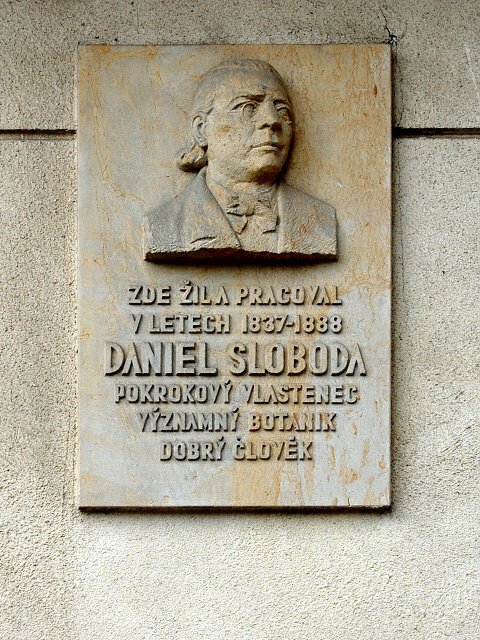 ZDE ŽIL A PRACOVAL
V LETECH 1837-1888
DANIEL SLOBODA
POKROKOVÝ VLASTENEC
VÝZNAMNÝ BOTANIK
DOBRÝ ČLOVĚK